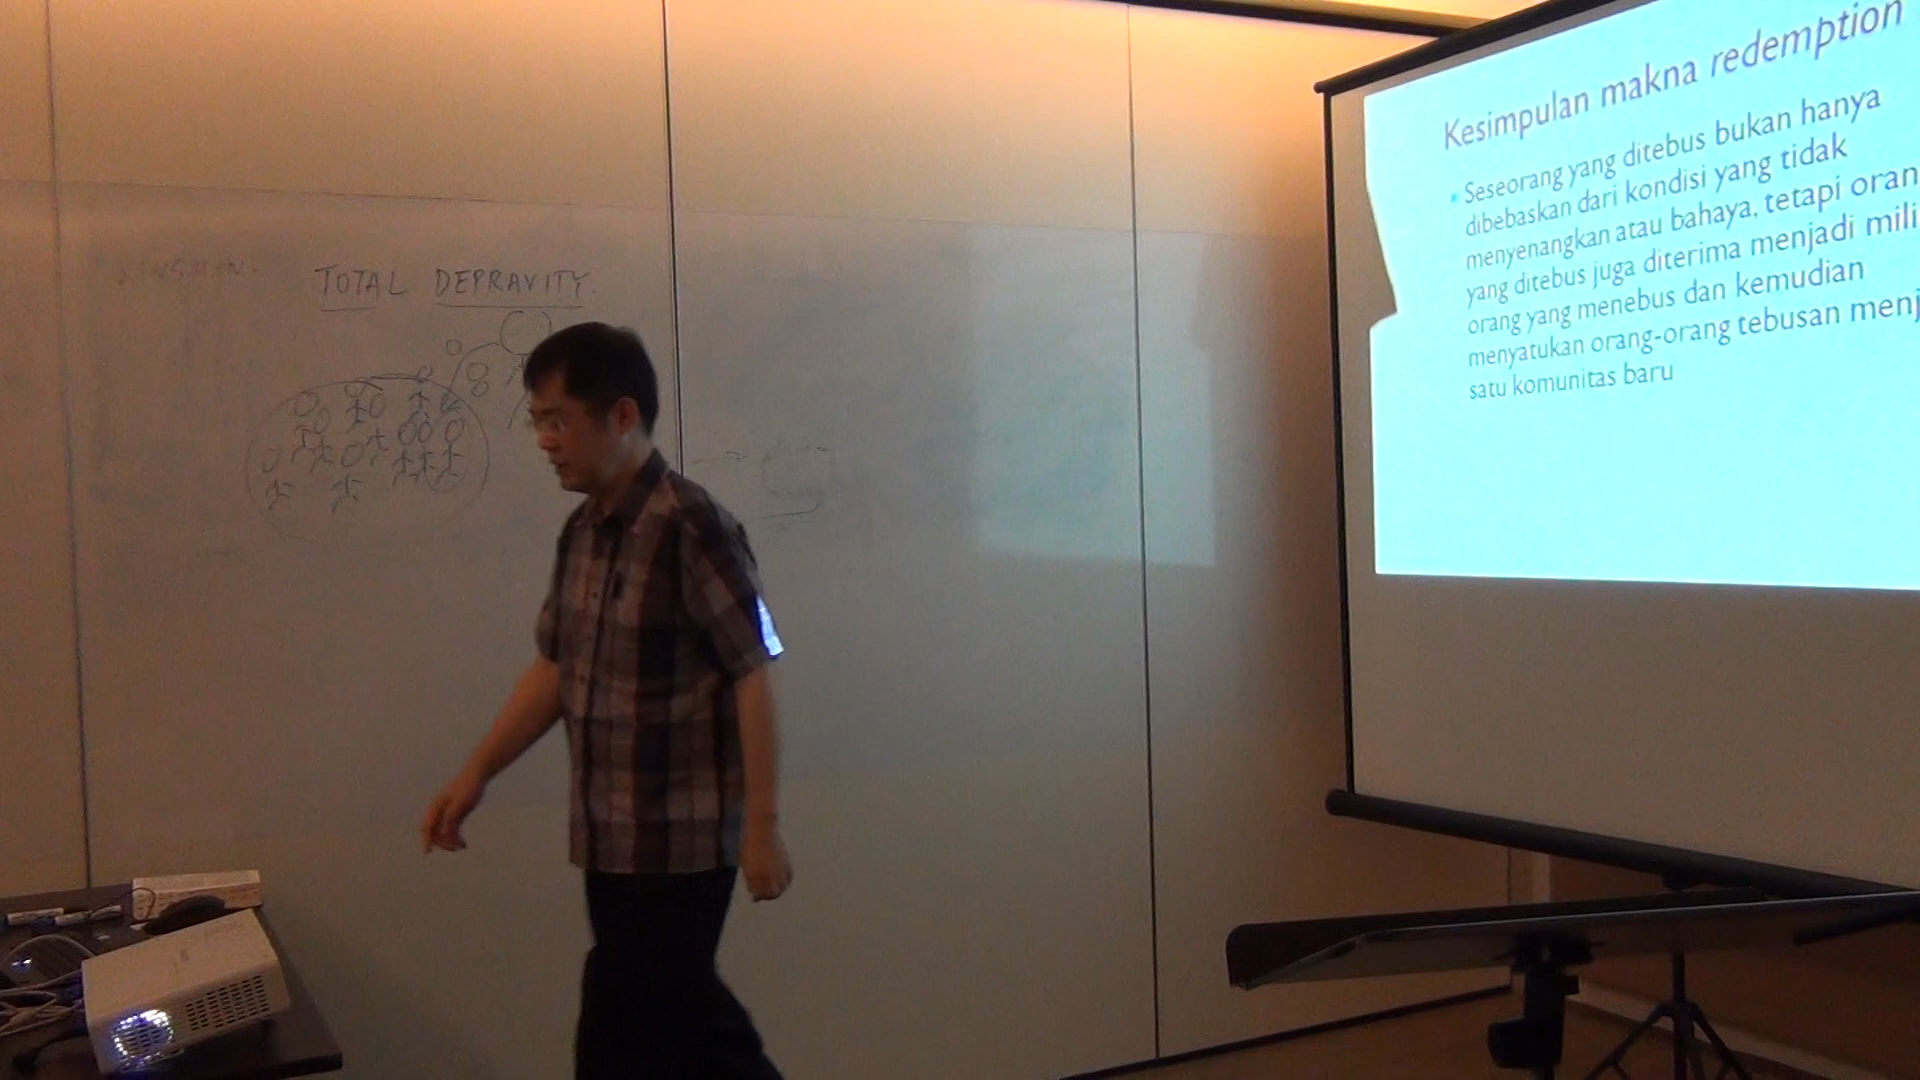 TOTAL DEPRAVITY.
Kesimpulan makna redemption
• Seseorang yang ditebus bukan hanya
dibebaskan dari kondisi yang tidak
menyenangkan atau bahaya, tetapi oran
yang ditebus juga diterima menjadi mili
orang yang menebus dan kemudian
menyatukan orang-orang tebusan menj
satu komunitas baru